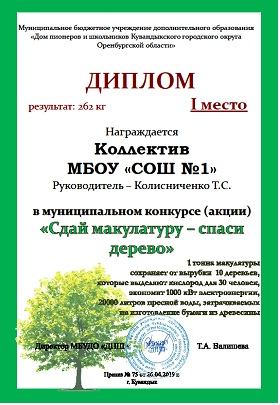 Муниципальное бюджетное учреждение дополнительного образования
«Дом пионеров и школьников Кувандыкского городского округа
Оренбургской области»
ДИПЛОМ
результат: 262 кг I место
Награждается
Коллектив
МБОУ «СОШ №1»
Руководитель – Колисниченко Т.С.
в муниципальном конкурсе (акции)
«Сдай макулатуру – спаси
дерево»
1 тонна макулатуры
сохраняет от вырубки 10 деревьев,
которые выделяют кислород для 30 человек,
экономит 1000 кВт электроэнергии,
20000 литров пресной воды, затрачиваемых
на изготовление бумаги из древесины
Директор МБУДО «ДПШ» Т.А. Валишева
Приказ № 75 от 26.04.2019 г.
г. Кувандык